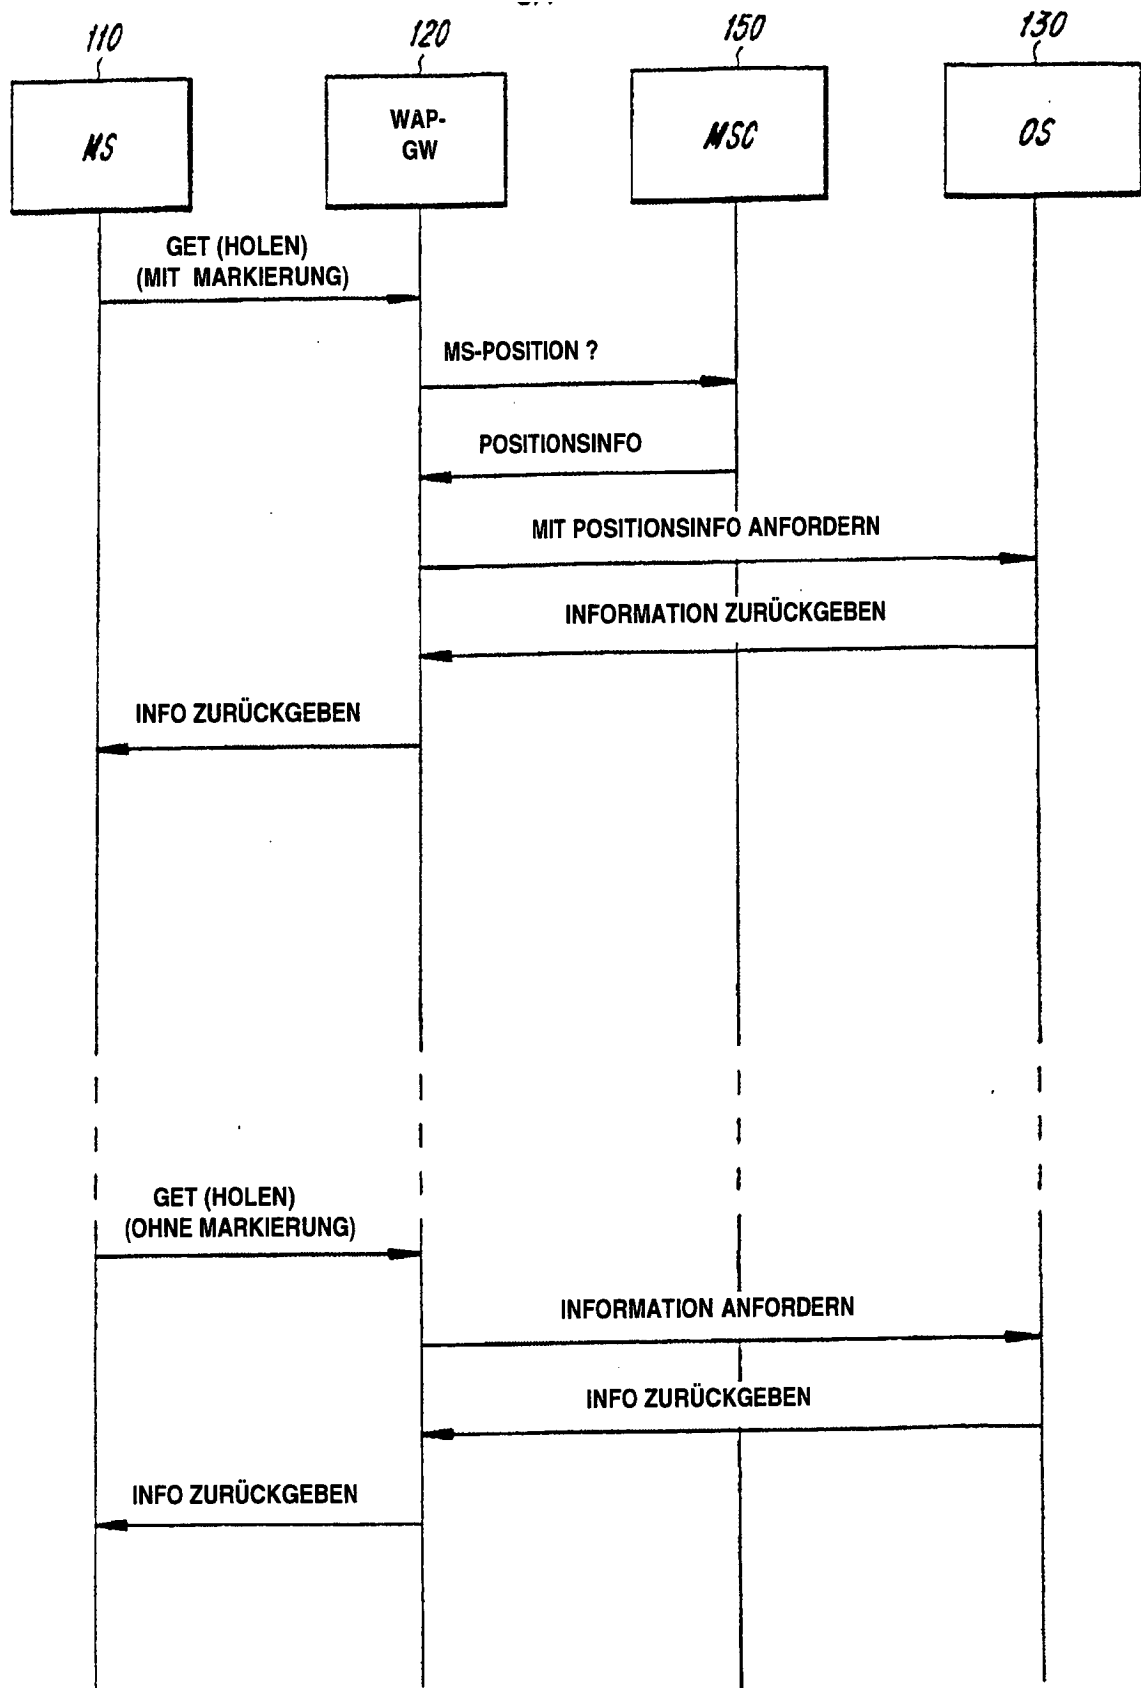 110
120
150
130
MS
WAP-
GW
MSC
OS
GET (HOLEN)
(MIT MARKIERUNG)
MS-POSITION ?
POSITIONSINFO
MIT POSITIONSINFO ANFORDERN
INFORMATION ZURÜCKGEBEN
INFO ZURÜCKGEBEN
GET (HOLEN)
(OHNE MARKIERUNG)
INFORMATION ANFORDERN
INFO ZURÜCKGEBEN
INFO ZURÜCKGEBEN